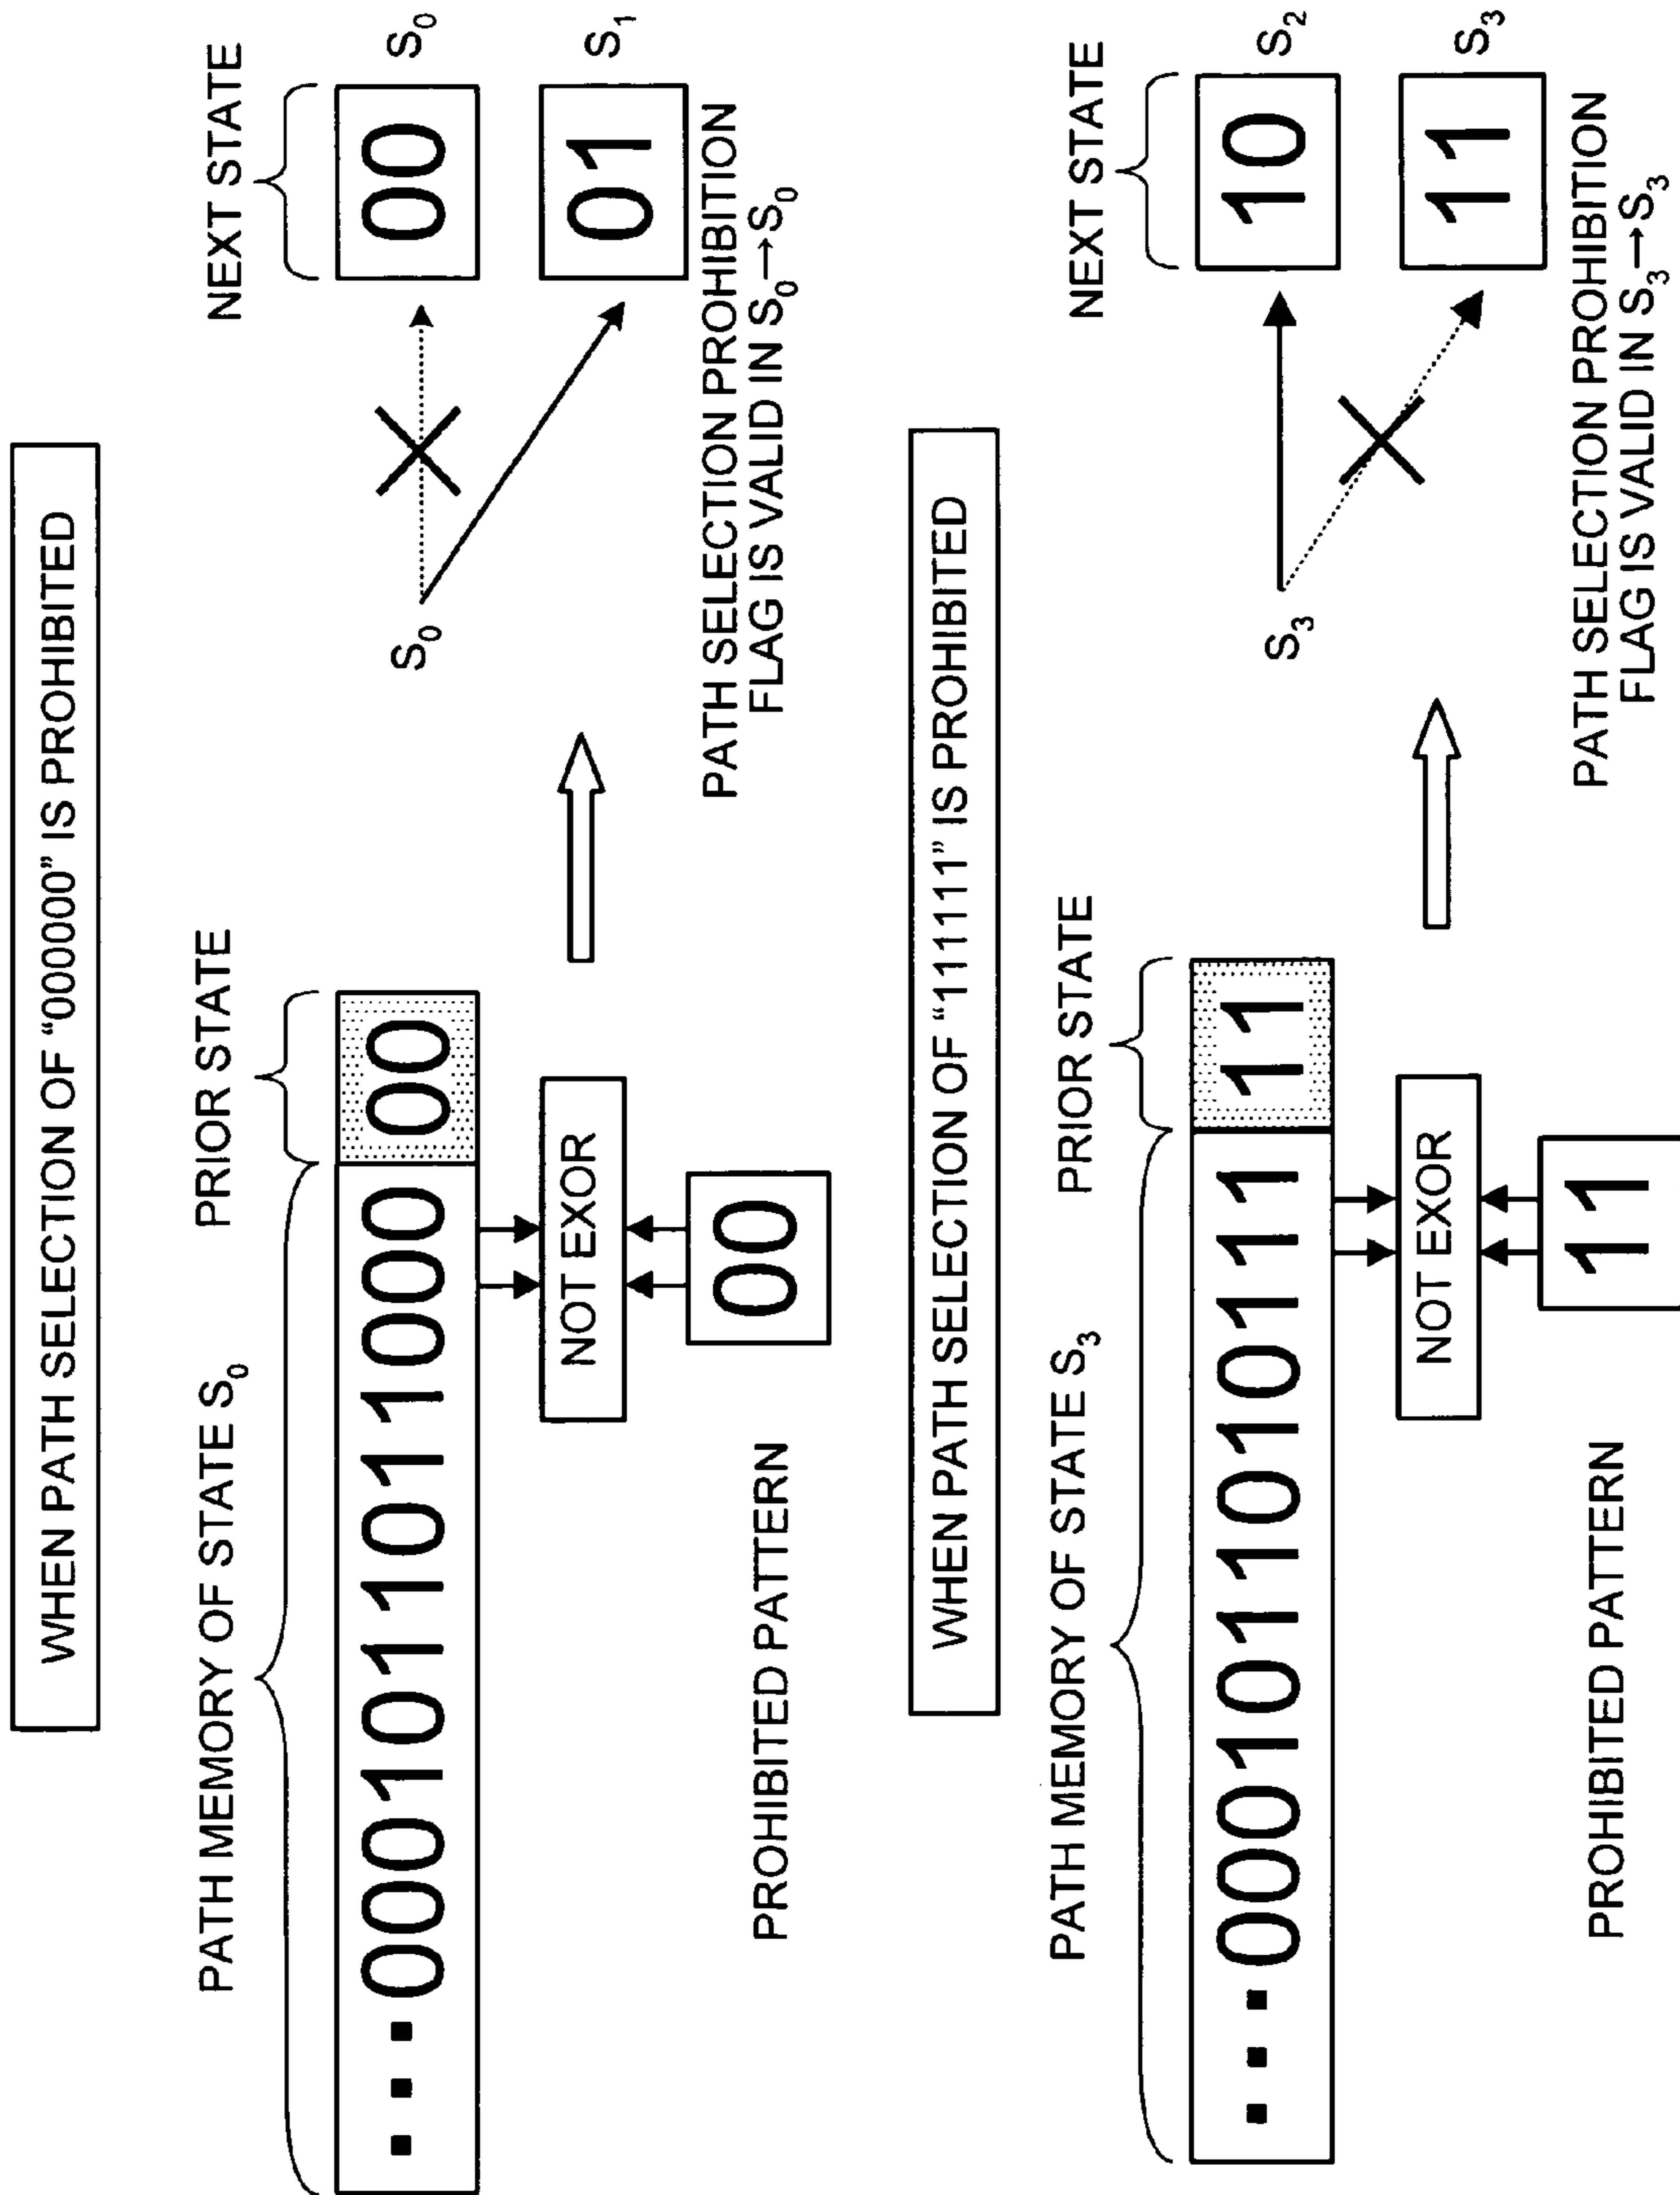 WHEN PATH SELECTION OF “000000” IS PROHIBITED
PATH MEMORY OF STATE S0
PRIOR STATE
NEXT STATE
▪ ▪ ▪ 0001011011000
00
S0
00
S0
01
S1
NOT EXOR
00
PROHIBITED PATTERN
PATH SELECTION PROHIBITION
FLAG IS VALID IN S0→S0
WHEN PATH SELECTION OF “111111” IS PROHIBITED
PATH MEMORY OF STATE S3
PRIOR STATE
NEXT STATE
▪ ▪ ▪ 0001011010111
11
S3
10
S2
11
S3
NOT EXOR
11
PROHIBITED PATTERN
PATH SELECTION PROHIBITION
FLAG IS VALID IN S3→S3